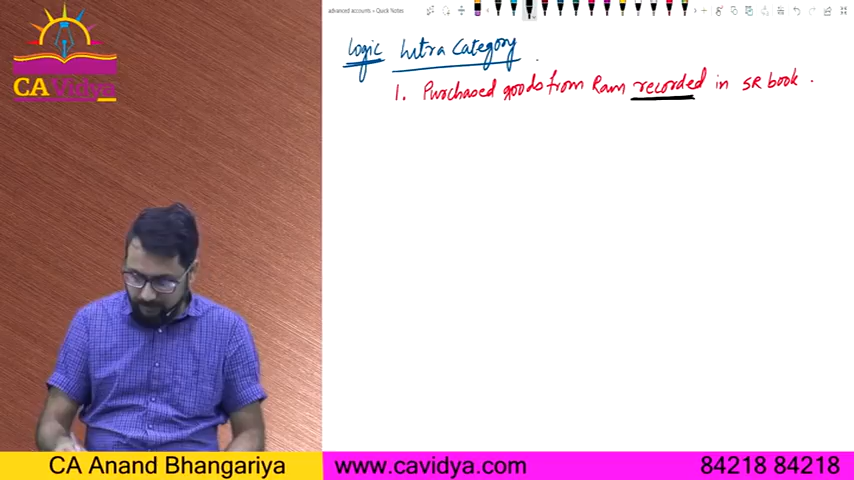 advanced accounts • Quick Notes
CA Vidya
Logic Intra Category.
1. Purchased goods from Ram recorded in SR book.
CA Anand Bhangariya www.cavidya.com 84218 84218